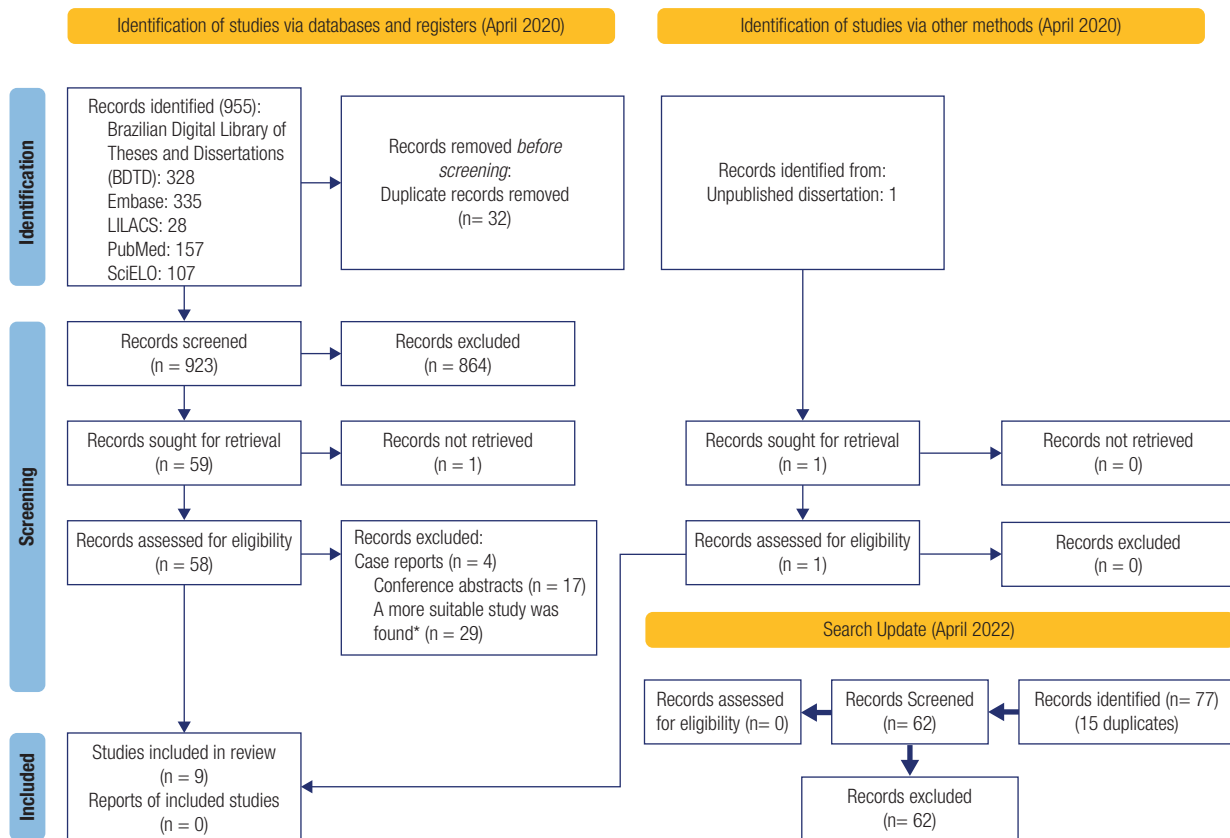 Identification of studies via databases and registers (April 2020)
Identification of studies via other methods (April 2020)
Identification
Records identified (955):
Brazilian Digital Library of
Theses and Dissertations
(BDTD): 328
Embase: 335
LILACS: 28
PubMed: 157
SciELO: 107
Records removed before
screening:
Duplicate records removed
(n= 32)
Records identified from:
Unpublished dissertation: 1
Screening
Records screened
(n = 923)
Records excluded
(n = 864)
Records sought for retrieval
(n = 59)
Records not retrieved
(n = 1)
Records sought for retrieval
(n = 1)
Records not retrieved
(n = 0)
Records assessed for eligibility
(n = 58)
Records excluded:
Case reports (n = 4)
Conference abstracts (n = 17)
A more suitable study was
found* (n = 29)
Records assessed for eligibility
(n = 1)
Records excluded
(n = 0)
Search Update (April 2022)
Records assessed
for eligibility (n= 0)
Records Screened
(n= 62)
Records identified (n= 77)
(15 duplicates)
Records excluded
(n= 62)
Included
Studies included in review
(n = 9)
Reports of included studies
(n = 0)